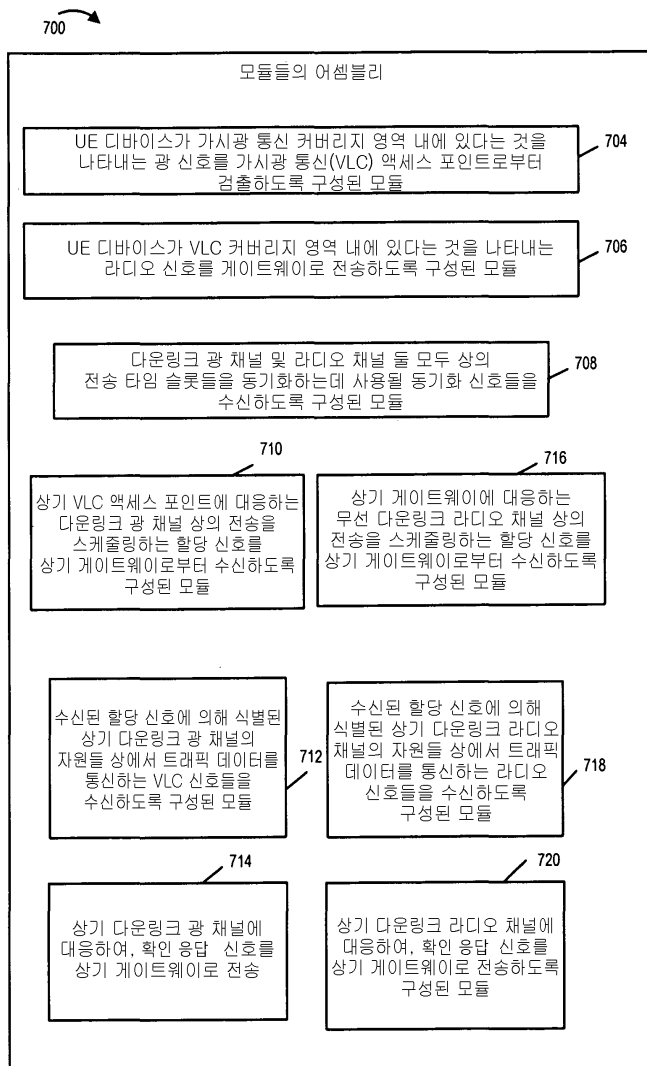 700
모듈들의 어셈블리
UE 디바이스가 가시광 통신 커버리지 영역 내에 있다는 것을
나타내는 광 신호를 가시광 통신(VLC) 액세스 포인트로부터
검출하도록 구성된 모듈
704
UE 디바이스가 VLC 커버리지 영역 내에 있다는 것을 나타내는
라디오 신호를 게이트웨이로 전송하도록 구성된 모듈
706
다운링크 광 채널 및 라디오 채널 둘 모두 상의
전송 타임 슬롯들을 동기화하는데 사용될 동기화 신호들을
수신하도록 구성된 모듈
708
710
상기 VLC 액세스 포인트에 대응하는
다운링크 광 채널 상의 전송을
스케줄링하는 할당 신호를
상기 게이트웨이로부터 수신하도록
구성된 모듈
716
상기 게이트웨이에 대응하는
무선 다운링크 라디오 채널 상의
전송을 스케줄링하는 할당 신호를
상기 게이트웨이로부터 수신하도록
구성된 모듈
수신된 할당 신호에 의해 식별된
상기 다운링크 광 채널의
자원들 상에서 트래픽 데이터를
통신하는 VLC 신호들을
수신하도록 구성된 모듈
712
수신된 할당 신호에 의해
식별된 상기 다운링크 라디오
채널의 자원들 상에서 트래픽
데이터를 통신하는 라디오
신호들을 수신하도록
구성된 모듈
718
714
상기 다운링크 광 채널에
대응하여, 확인 응답 신호를
상기 게이트웨이로 전송
720
상기 다운링크 라디오 채널에
대응하여, 확인 응답 신호를
상기 게이트웨이로 전송하도록
구성된 모듈